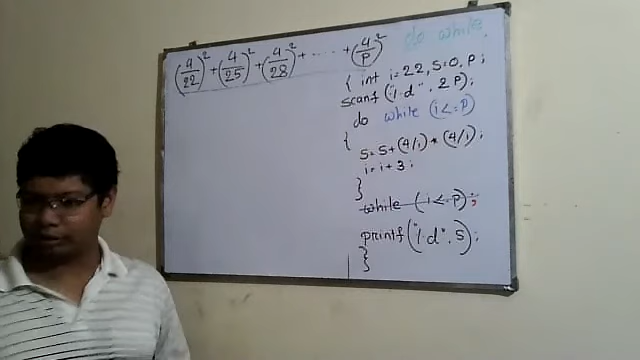 do while
(4/22)² + (4/25)² + (4/28)² + ...... + (4/P)²
{ int i=22, s=0, P;
scanf ("%d", &P);
do while (i<=P)
{
s=s+(4/i)*(4/i);
i=i+3;
}
while (i<=P);
printf("%d", s);
}